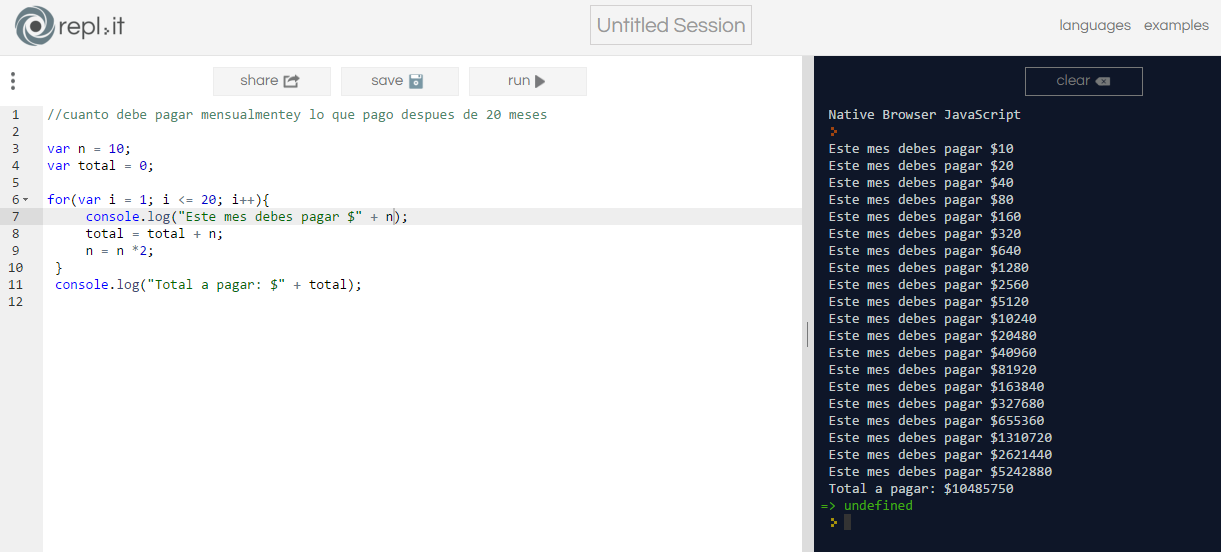 repl.it
Untitled Session
languages examples
share save run
clear
1 //cuanto debe pagar mensualmentey lo que pago despues de 20 meses
2
3 var n = 10;
4 var total = 0;
5
6 for(var i = 1; i <= 20; i++){
7 console.log("Este mes debes pagar $" + n);
8 total = total + n;
9 n = n *2;
10 }
11 console.log("Total a pagar: $" + total);
12
Native Browser JavaScript
Este mes debes pagar $10
Este mes debes pagar $20
Este mes debes pagar $40
Este mes debes pagar $80
Este mes debes pagar $160
Este mes debes pagar $320
Este mes debes pagar $640
Este mes debes pagar $1280
Este mes debes pagar $2560
Este mes debes pagar $5120
Este mes debes pagar $10240
Este mes debes pagar $20480
Este mes debes pagar $40960
Este mes debes pagar $81920
Este mes debes pagar $163840
Este mes debes pagar $327680
Este mes debes pagar $655360
Este mes debes pagar $1310720
Este mes debes pagar $2621440
Este mes debes pagar $5242880
Total a pagar: $10485750
=> undefined